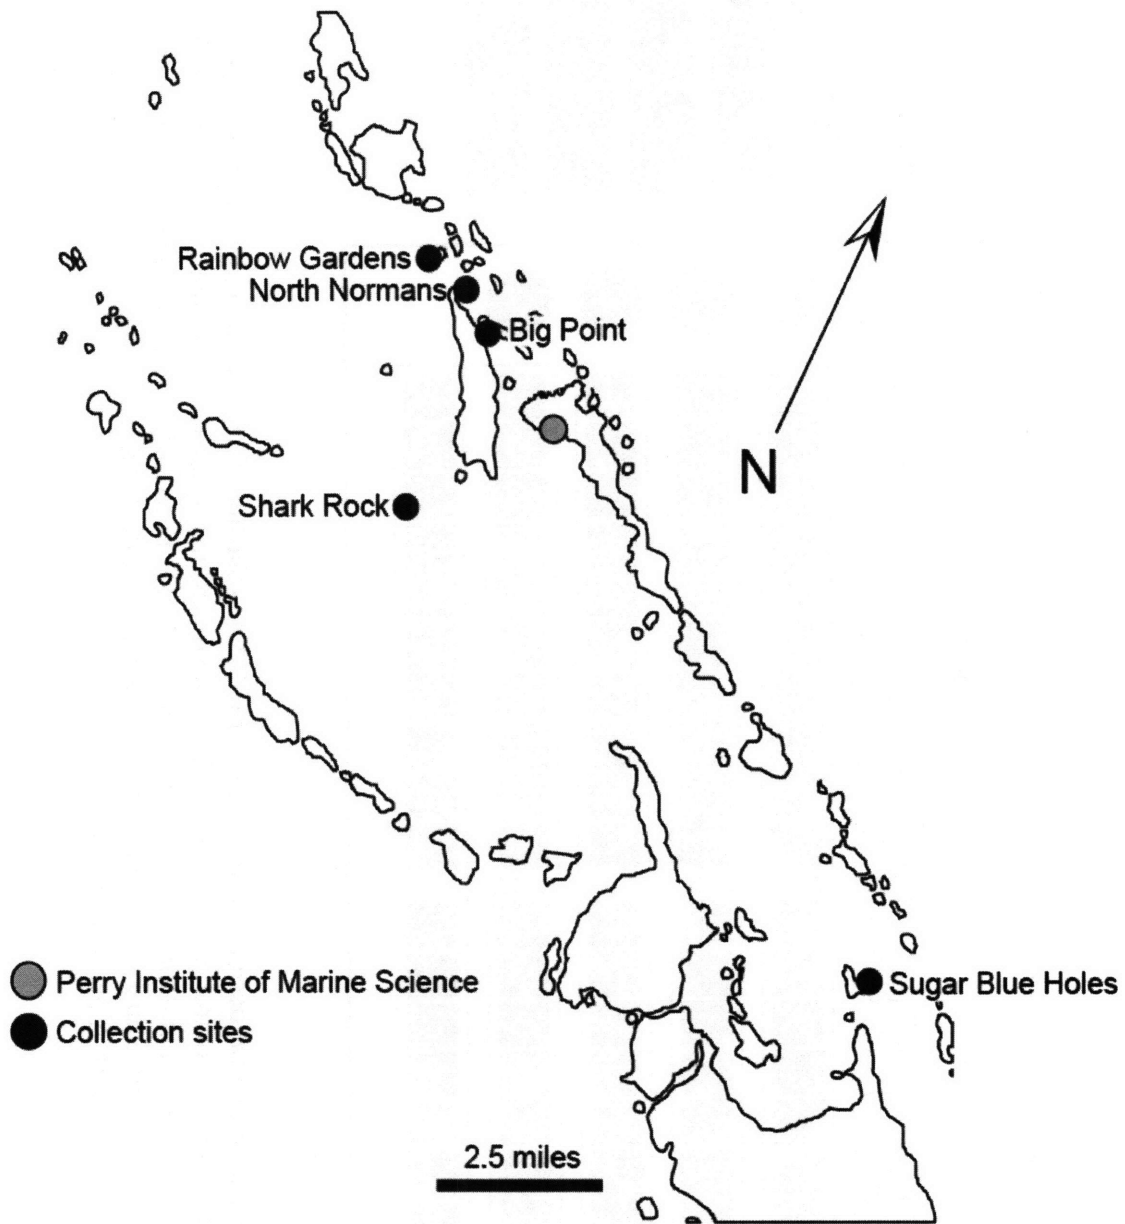 Rainbow Gardens
North Normans
Big Point
N
Shark Rock
Perry Institute of Marine Science
Sugar Blue Holes
Collection sites
2.5 miles